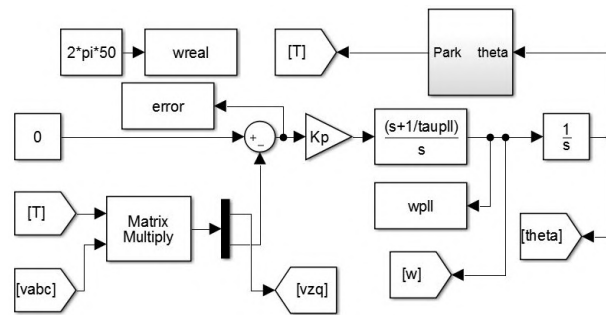 2*pi*50
wreal
[T]
Park theta
error
0
+
−
Kp
(s+1/taupll)
s
1
s
[T]
Matrix
Multiply
wpll
[theta]
[vabc]
[vzq]
[w]